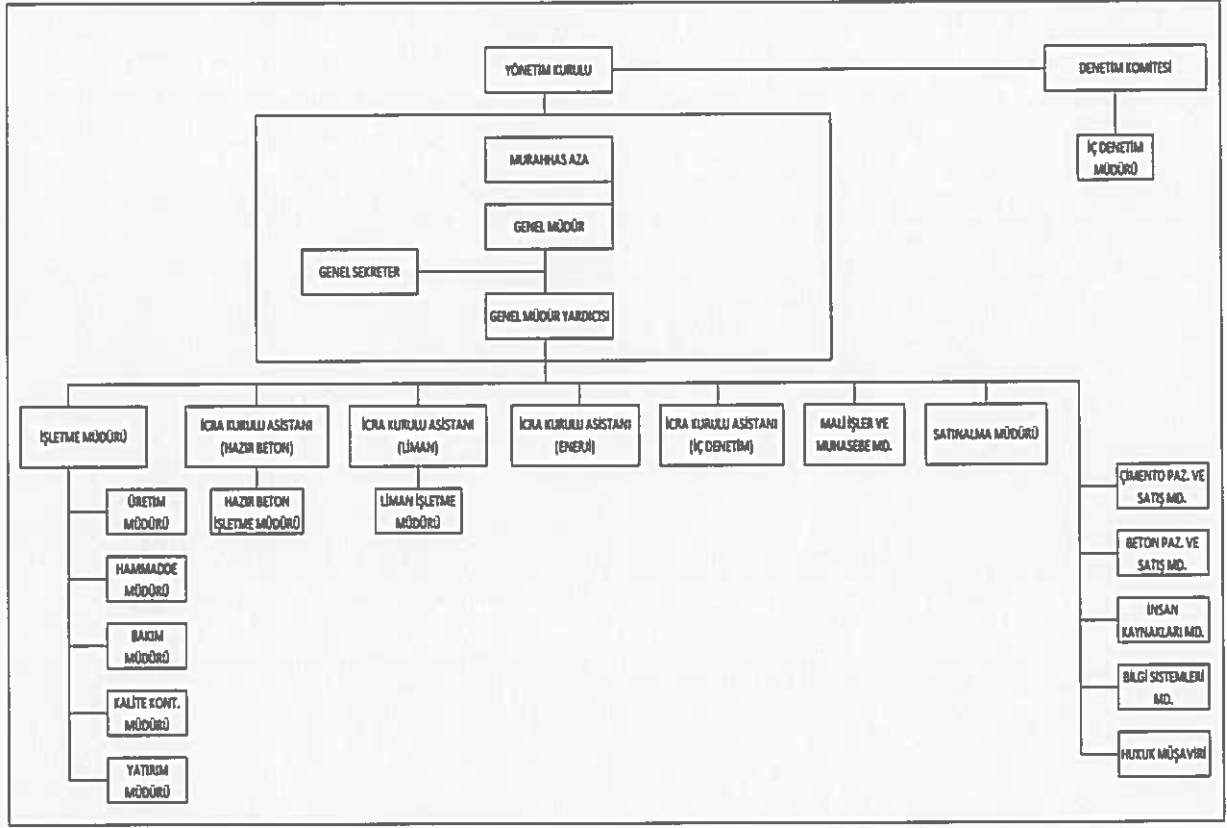 YÖNETİM KURULU
DENETİM KOMİTESİ
İÇ DENETİM
MÜDÜRÜ
MURAHHAS AZA
GENEL MÜDÜR
GENEL SEKRETER
GENEL MÜDÜR YARDICISI
İŞLETME MÜDÜRÜ
İCRA KURULU ASİSTANI
(HAZIR BETON)
İCRA KURULU ASİSTANI
(LİMAN)
İCRA KURULU ASİSTANI
(ENERJİ)
İCRA KURULU ASİSTANI
(İÇ DENETİM)
MALİ İŞLER VE
MUHASEBE MD.
SATINALMA MÜDÜRÜ
ÜRETİM
MÜDÜRÜ
HAMMADDE
MÜDÜRÜ
BAKIM
MÜDÜRÜ
KALİTE KONT.
MÜDÜRÜ
YATIRIM
MÜDÜRÜ
HAZIR BETON
İŞLETME MÜDÜRÜ
LİMAN İŞLETME
MÜDÜRÜ
ÇİMENTO PAZ. VE
SATIŞ MD.
BETON PAZ. VE
SATIŞ MD.
İNSAN
KAYNAKLARI MD.
BİLGİ SİSTEMLERİ
MD.
HUKUK MÜŞAVİRİ